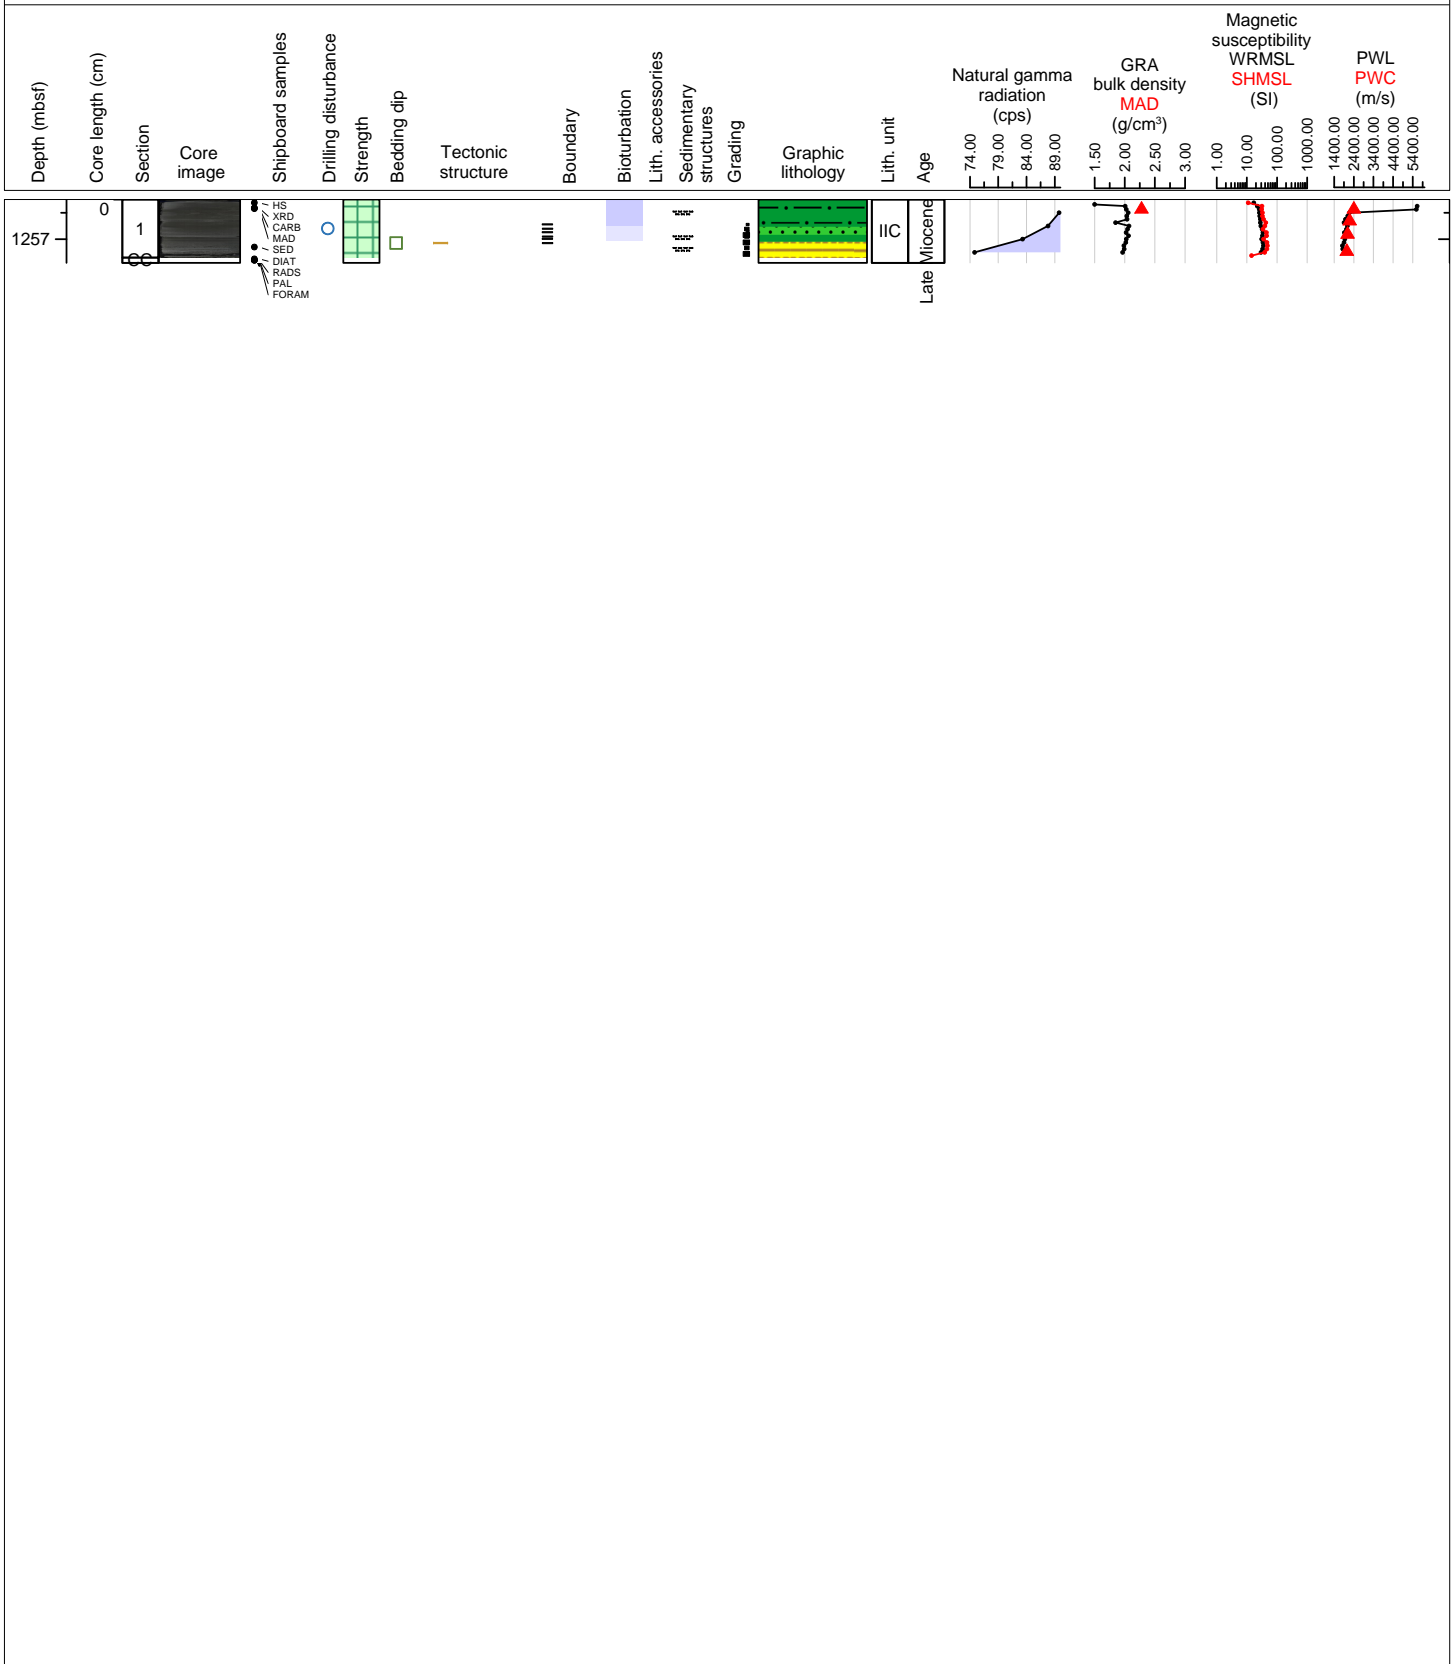 Depth (mbsf)
Core length (cm)
Section
Core
image
Shipboard samples
Drilling disturbance
Strength
Bedding dip
Tectonic
structure
Boundary
Bioturbation
Lith. accessories
Sedimentary
structures
Grading
Graphic
lithology
Lith. unit
Age
Natural gamma
radiation
(cps)
74.00
79.00
84.00
89.00
GRA
bulk density
MAD
(g/cm³)
1.50
2.00
2.50
3.00
Magnetic
susceptibility
WRMSL
SHMSL
(SI)
1.00
10.00
100.00
1000.00
PWL
PWC
(m/s)
1400.00
2400.00
3400.00
4400.00
5400.00
1257
0
1
CC
HS
XRD
CARB
MAD
SED
DIAT
RADS
PAL
FORAM
IIC
Late Miocene